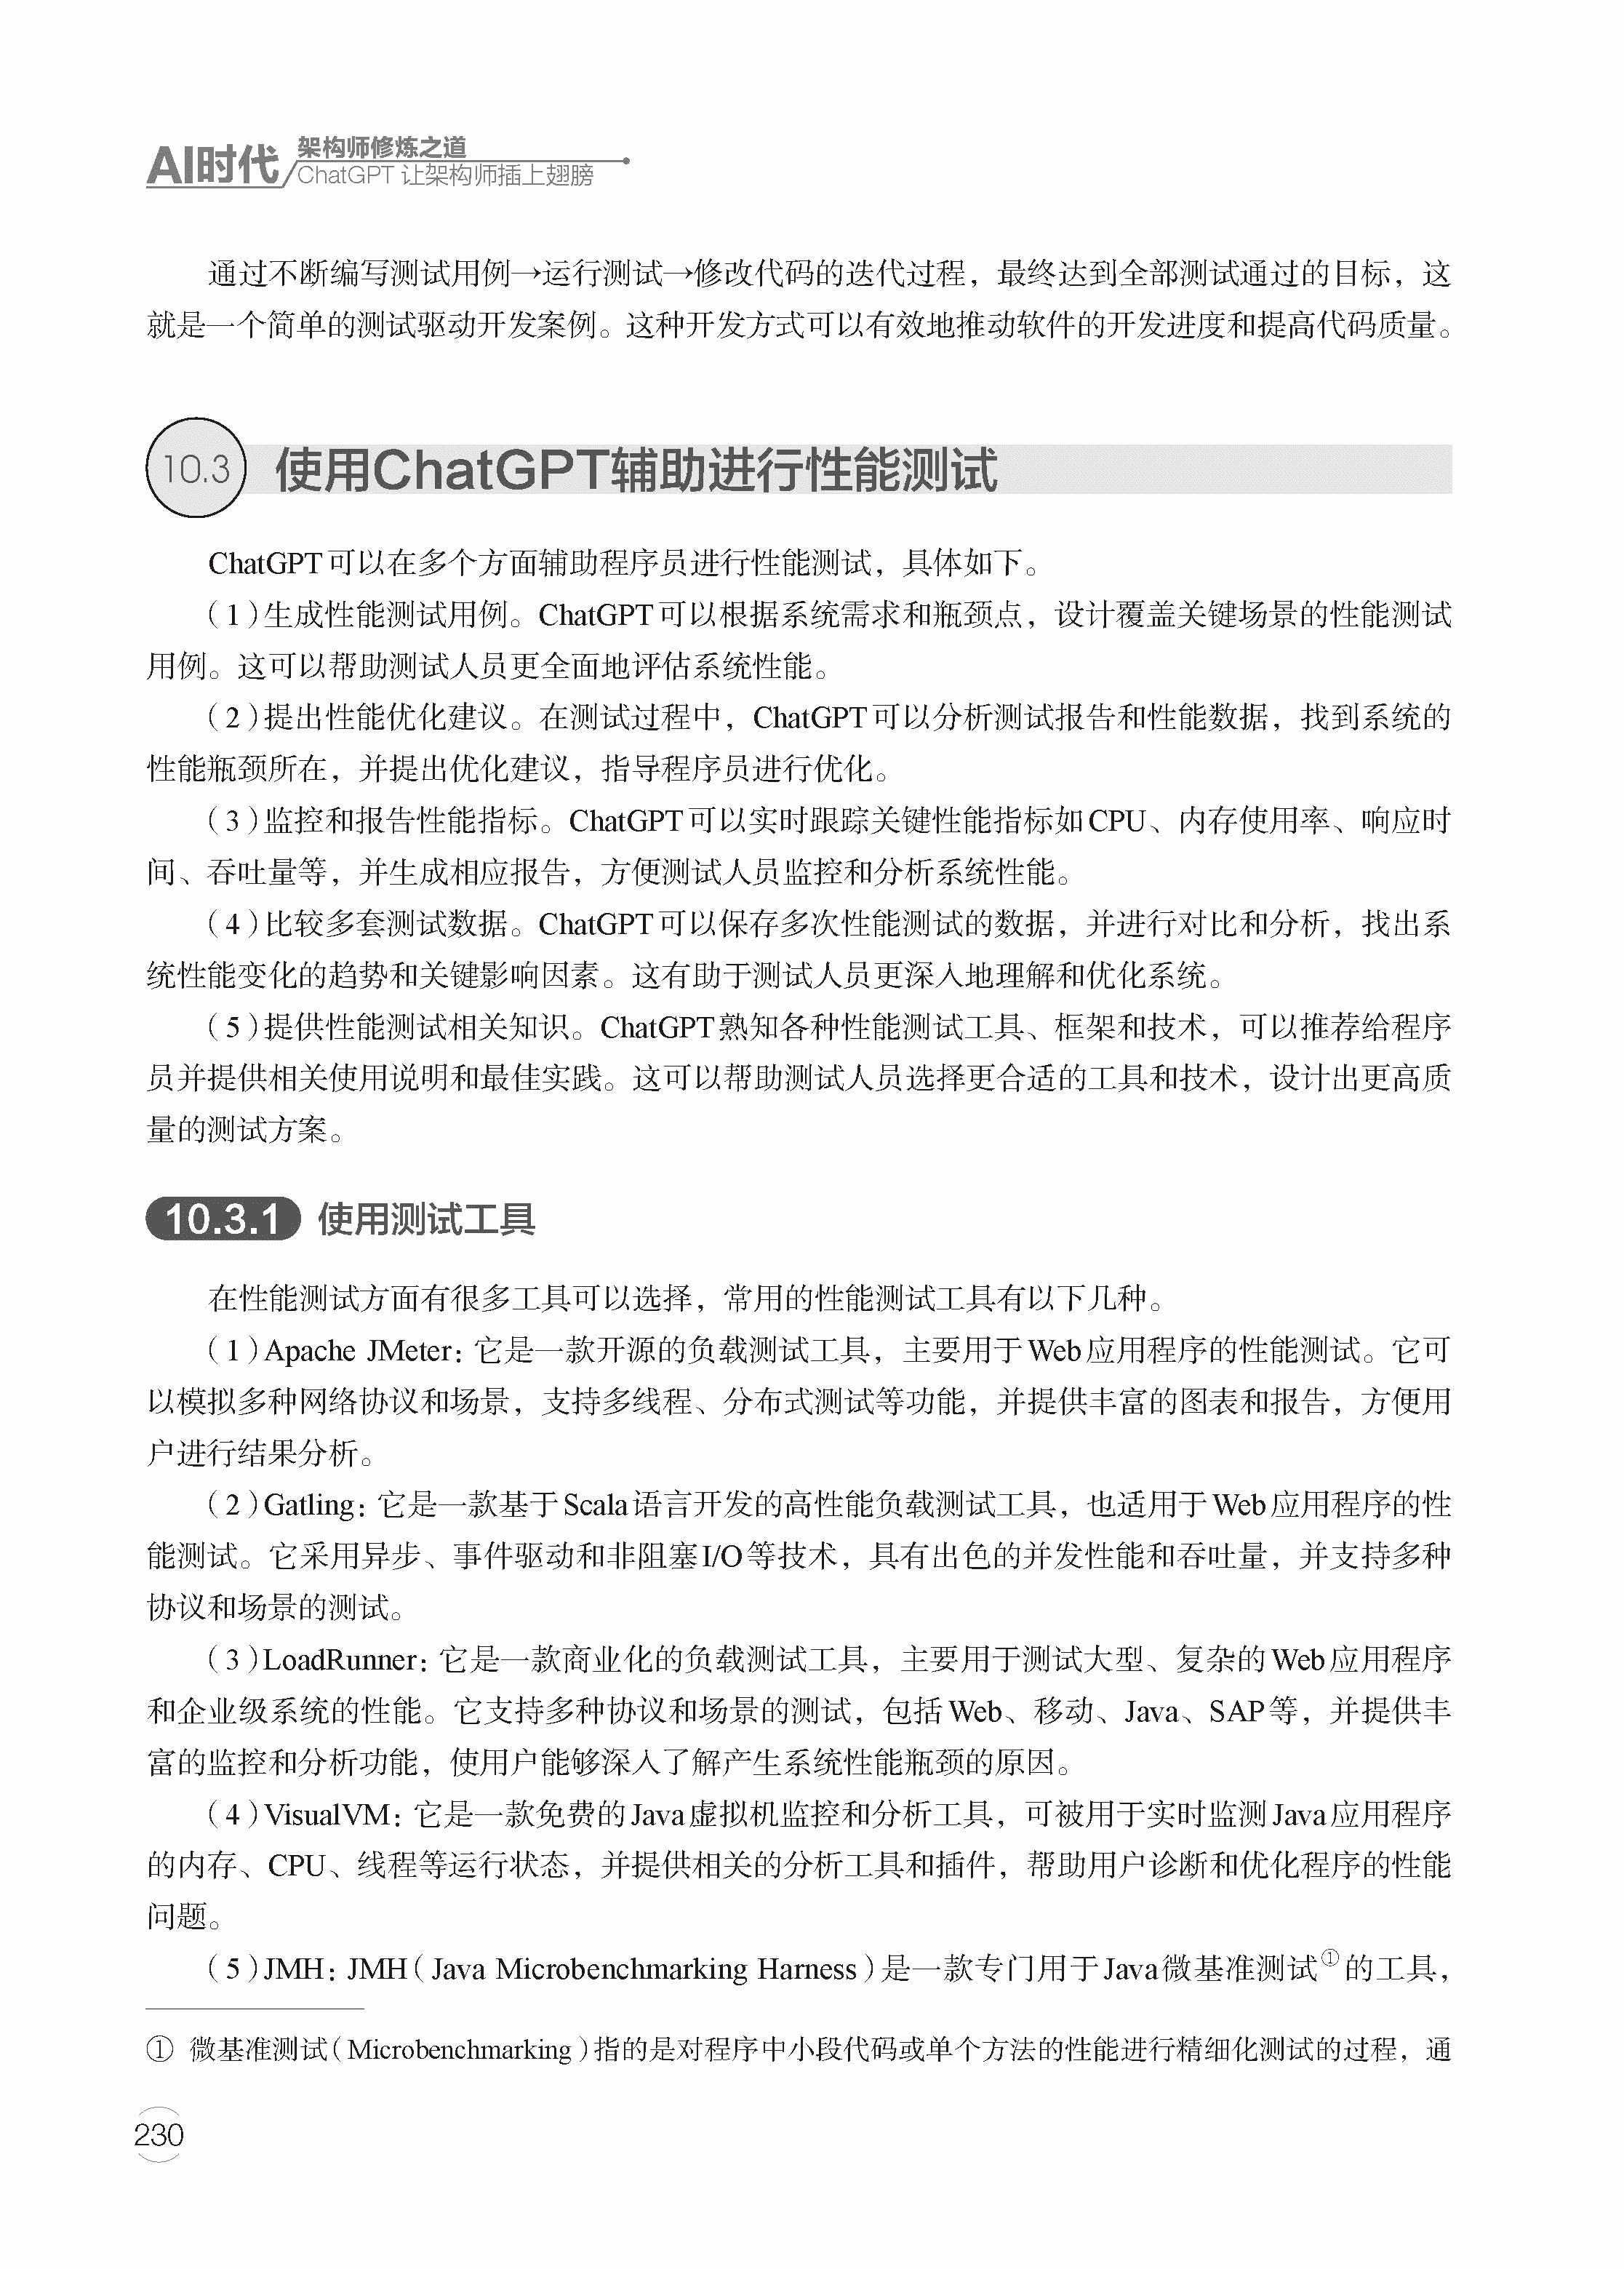 AI时代 架构师修炼之道
ChatGPT 让架构师插上翅膀
通过不断编写测试用例→运行测试→修改代码的迭代过程，最终达到全部测试通过的目标，这
就是一个简单的测试驱动开发案例。这种开发方式可以有效地推动软件的开发进度和提高代码质量。
10.3 使用ChatGPT辅助进行性能测试
ChatGPT可以在多个方面辅助程序员进行性能测试，具体如下。
（1）生成性能测试用例。ChatGPT可以根据系统需求和瓶颈点，设计覆盖关键场景的性能测试
用例。这可以帮助测试人员更全面地评估系统性能。
（2）提出性能优化建议。在测试过程中，ChatGPT可以分析测试报告和性能数据，找到系统的
性能瓶颈所在，并提出优化建议，指导程序员进行优化。
（3）监控和报告性能指标。ChatGPT可以实时跟踪关键性能指标如CPU、内存使用率、响应时
间、吞吐量等，并生成相应报告，方便测试人员监控和分析系统性能。
（4）比较多套测试数据。ChatGPT可以保存多次性能测试的数据，并进行对比和分析，找出系
统性能变化的趋势和关键影响因素。这有助于测试人员更深入地理解和优化系统。
（5）提供性能测试相关知识。ChatGPT熟知各种性能测试工具、框架和技术，可以推荐给程序
员并提供相关使用说明和最佳实践。这可以帮助测试人员选择更合适的工具和技术，设计出更高质
量的测试方案。
10.3.1 使用测试工具
在性能测试方面有很多工具可以选择，常用的性能测试工具有以下几种。
（1）Apache JMeter：它是一款开源的负载测试工具，主要用于Web应用程序的性能测试。它可
以模拟多种网络协议和场景，支持多线程、分布式测试等功能，并提供丰富的图表和报告，方便用
户进行结果分析。
（2）Gatling：它是一款基于Scala语言开发的高性能负载测试工具，也适用于Web应用程序的性
能测试。它采用异步、事件驱动和非阻塞I/O等技术，具有出色的并发性能和吞吐量，并支持多种
协议和场景的测试。
（3）LoadRunner：它是一款商业化的负载测试工具，主要用于测试大型、复杂的Web应用程序
和企业级系统的性能。它支持多种协议和场景的测试，包括Web、移动、Java、SAP等，并提供丰
富的监控和分析功能，使用户能够深入了解产生系统性能瓶颈的原因。
（4）VisualVM：它是一款免费的Java虚拟机监控和分析工具，可被用于实时监测Java应用程序
的内存、CPU、线程等运行状态，并提供相关的分析工具和插件，帮助用户诊断和优化程序的性能
问题。
（5）JMH：JMH（Java Microbenchmarking Harness）是一款专门用于Java微基准测试①的工具，
① 微基准测试（Microbenchmarking）指的是对程序中小段代码或单个方法的性能进行精细化测试的过程，通
230